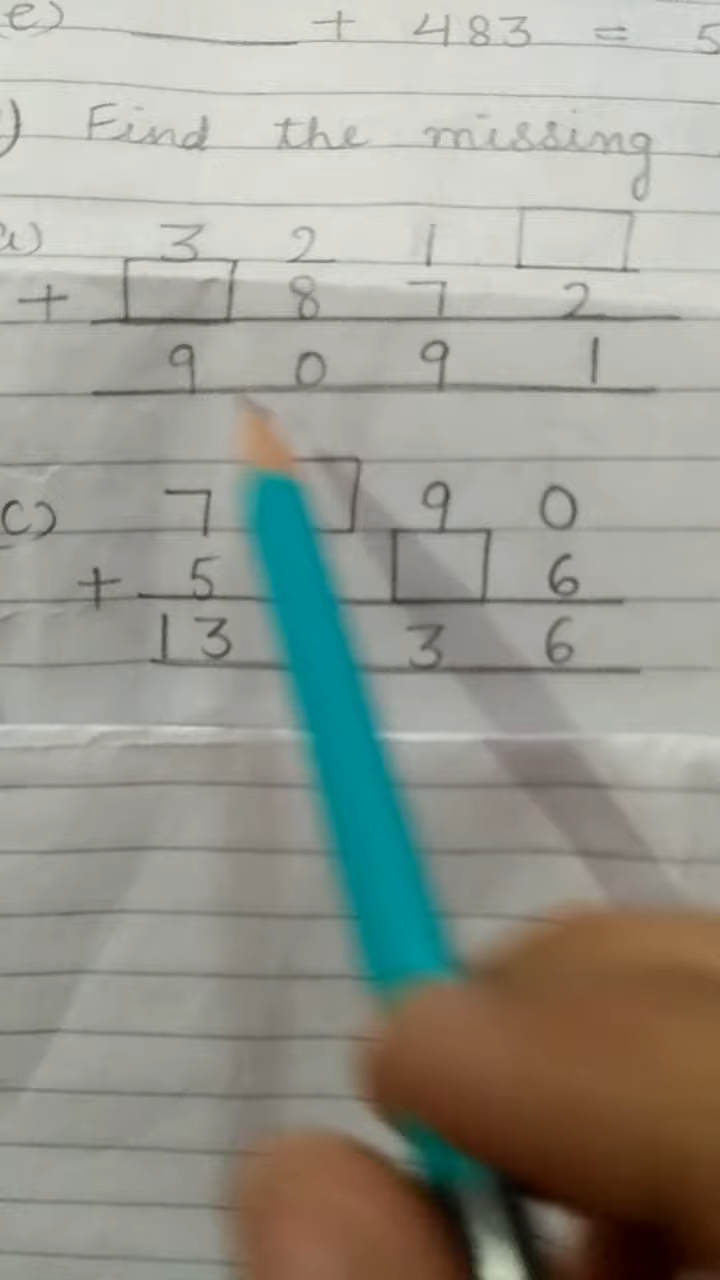 e) ____ + 483 = 5
) Find the missing
a) 3 2 1 □
+ □ 8 7 2
9 0 9 1
c) 7 □ 9 0
+ 5 □ 6
13 3 6